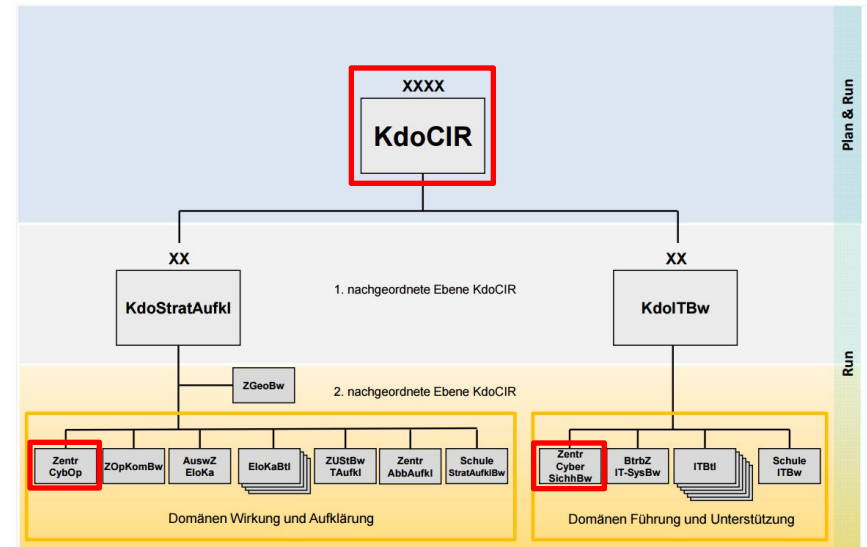 XXXX
KdoCIR
Plan & Run
XX
XX
KdoStratAufkl
1. nachgeordnete Ebene KdoCIR
KdoITBw
Run
ZGeoBw
2. nachgeordnete Ebene KdoCIR
Zentr
CybOp
ZOpKomBw
AuswZ
EloKa
EloKaBtl
ZUStBw
TAufkl
Zentr
AbbAufkl
Schule
StratAufklBw
Zentr
Cyber
SichhBw
BtrbZ
IT-SysBw
ITBtl
Schule
ITBw
Domänen Wirkung und Aufklärung
Domänen Führung und Unterstützung